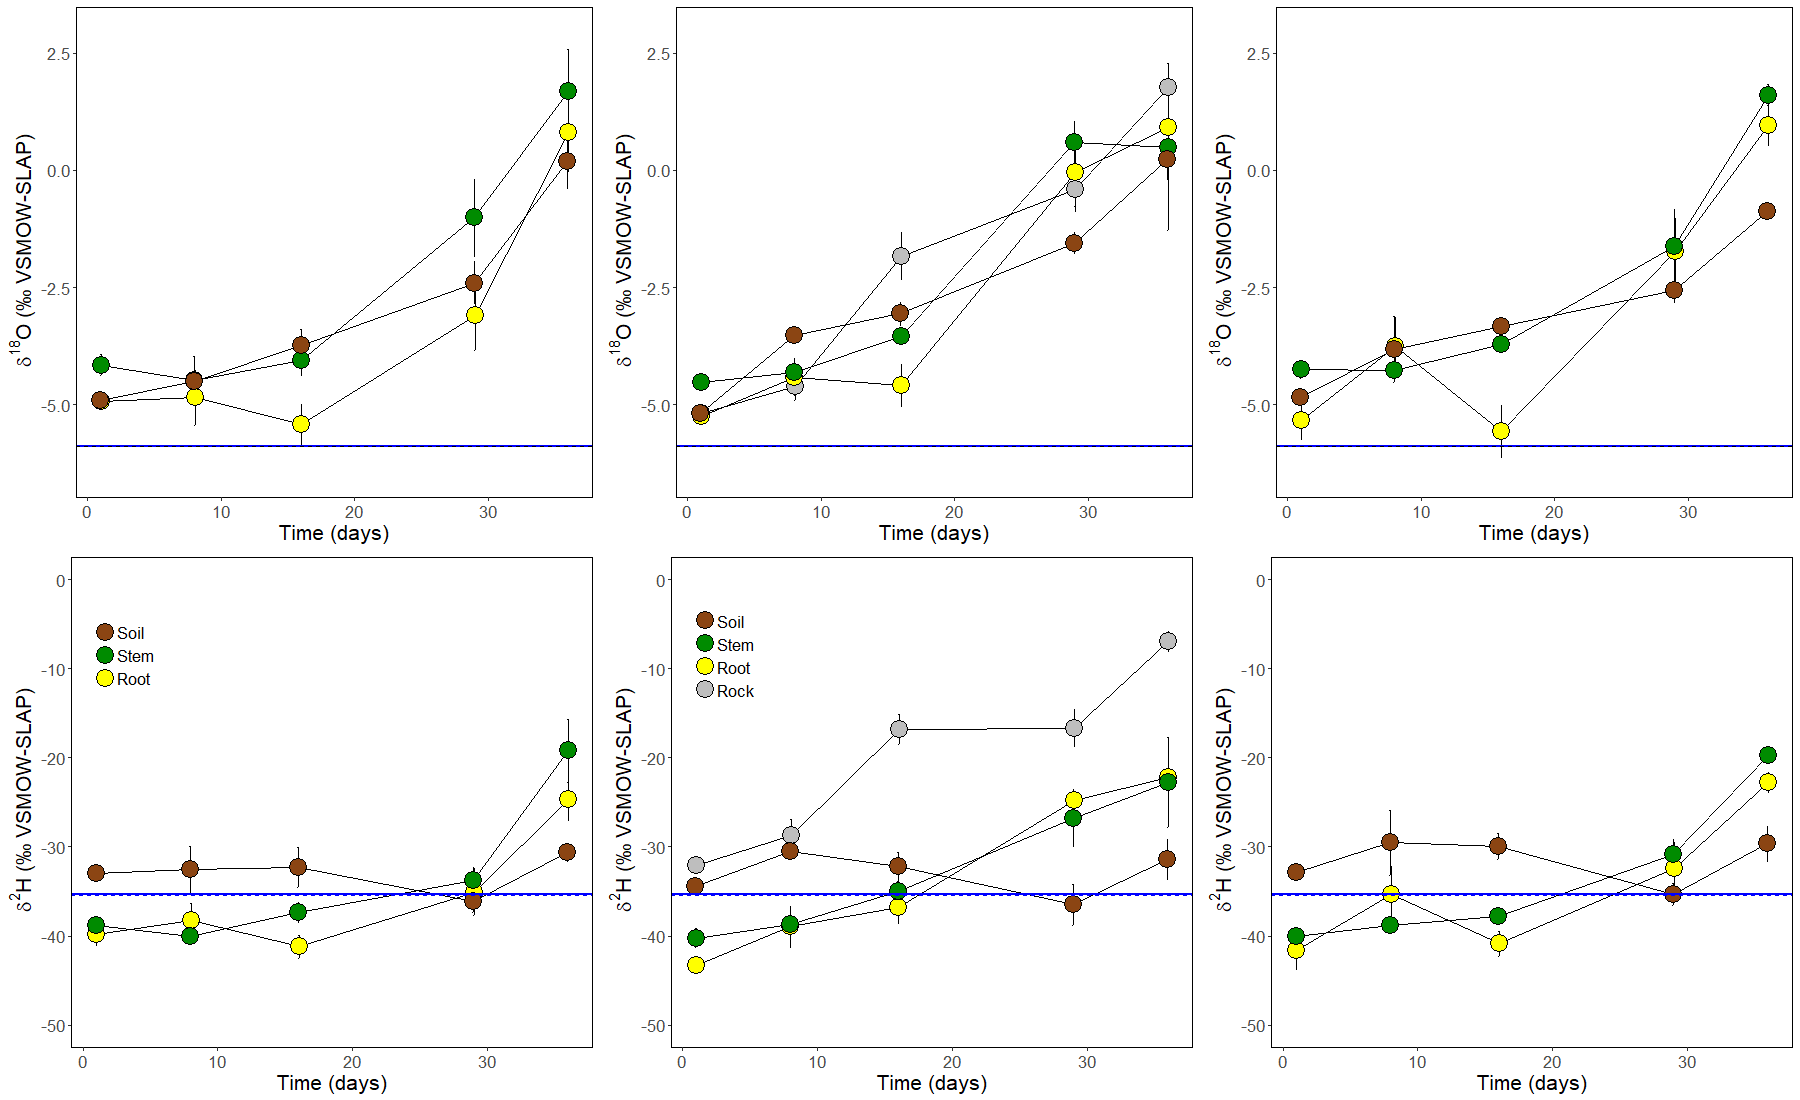 2.5
0.0
-2.5
-5.0
δ18O (‰ VSMOW-SLAP)
0 10 20 30
Time (days)
2.5
0.0
-2.5
-5.0
δ18O (‰ VSMOW-SLAP)
0 10 20 30
Time (days)
2.5
0.0
-2.5
-5.0
δ18O (‰ VSMOW-SLAP)
0 10 20 30
Time (days)
0
-10
-20
-30
-40
-50
δ2H (‰ VSMOW-SLAP)
Soil
Stem
Root
0 10 20 30
Time (days)
0
-10
-20
-30
-40
-50
δ2H (‰ VSMOW-SLAP)
Soil
Stem
Root
Rock
0 10 20 30
Time (days)
0
-10
-20
-30
-40
-50
δ2H (‰ VSMOW-SLAP)
0 10 20 30
Time (days)